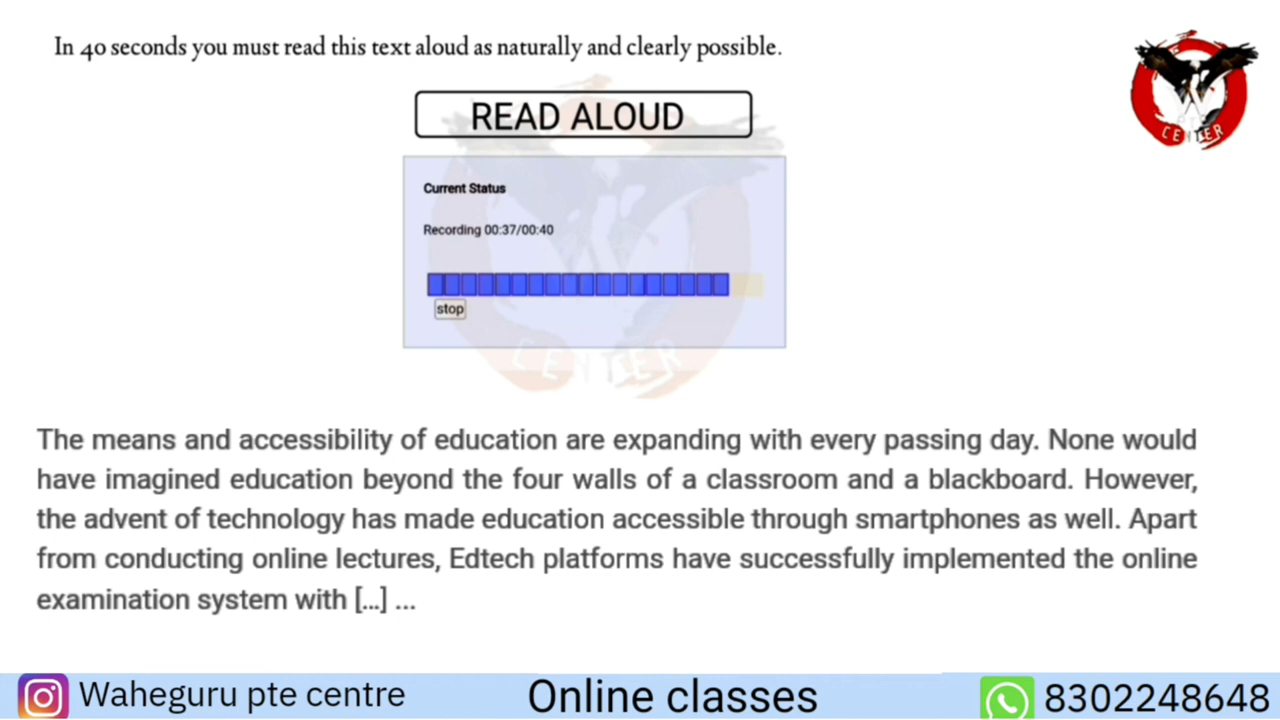 In 40 seconds you must read this text aloud as naturally and clearly possible.
CENTER
READ ALOUD
Current Status
Recording 00:37/00:40
stop
CENTER
The means and accessibility of education are expanding with every passing day. None would
have imagined education beyond the four walls of a classroom and a blackboard. However,
the advent of technology has made education accessible through smartphones as well. Apart
from conducting online lectures, Edtech platforms have successfully implemented the online
examination system with [...] ...
Waheguru pte centre
Online classes
8302248648